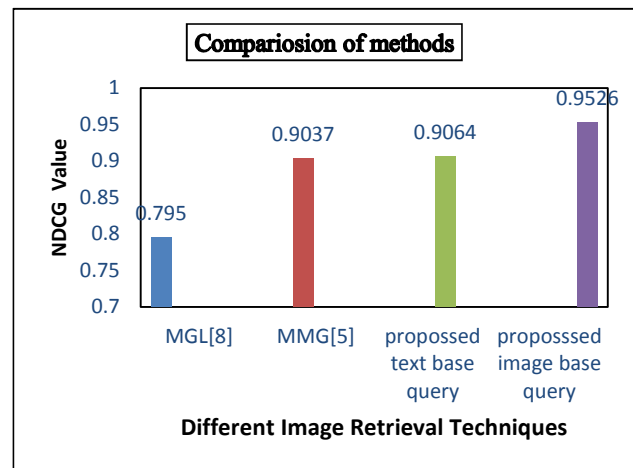 Compariosion of methods
1
0.95
0.9
0.85
0.8
0.75
0.7
NDCG Value
0.795
0.9037
0.9064
0.9526
MGL[8]
MMG[5]
propossed
text base
query
proposssed
image base
query
Different Image Retrieval Techniques